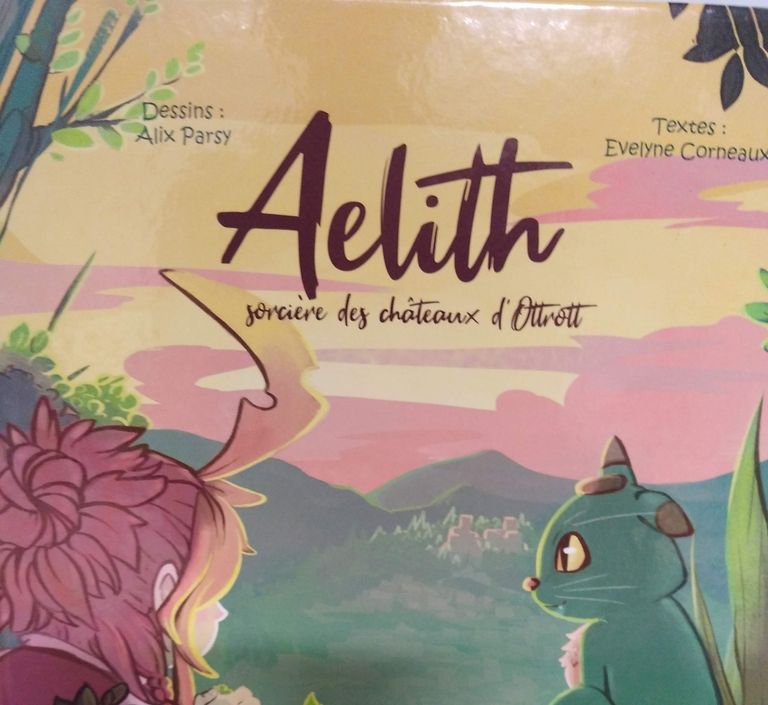 Dessins :
Alix Parsy
Textes :
Evelyne Corneaux
Aelith
sorcière des châteaux d'Ottrott